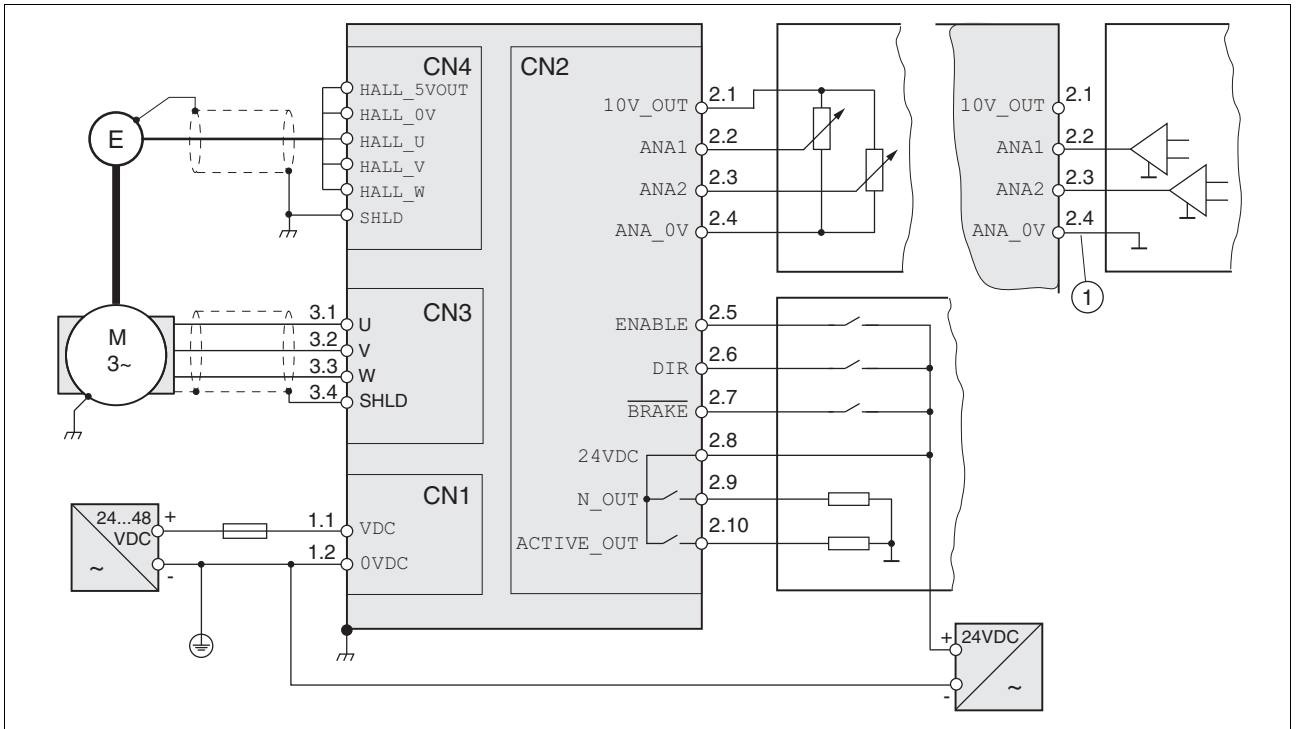 CN4
HALL_5VOUT
HALL_0V
HALL_U
HALL_V
HALL_W
SHLD
E
M
3~
CN3
3.1 U
3.2 V
3.3 W
3.4 SHLD
CN1
24...48
VDC
~
+
-
1.1 VDC
1.2 0VDC
CN2
10V_OUT 2.1
ANA1 2.2
ANA2 2.3
ANA_0V 2.4
ENABLE 2.5
DIR 2.6
BRAKE 2.7
24VDC 2.8
N_OUT 2.9
ACTIVE_OUT 2.10
10V_OUT 2.1
ANA1 2.2
ANA2 2.3
ANA_0V 2.4
1
+
24VDC
~
-